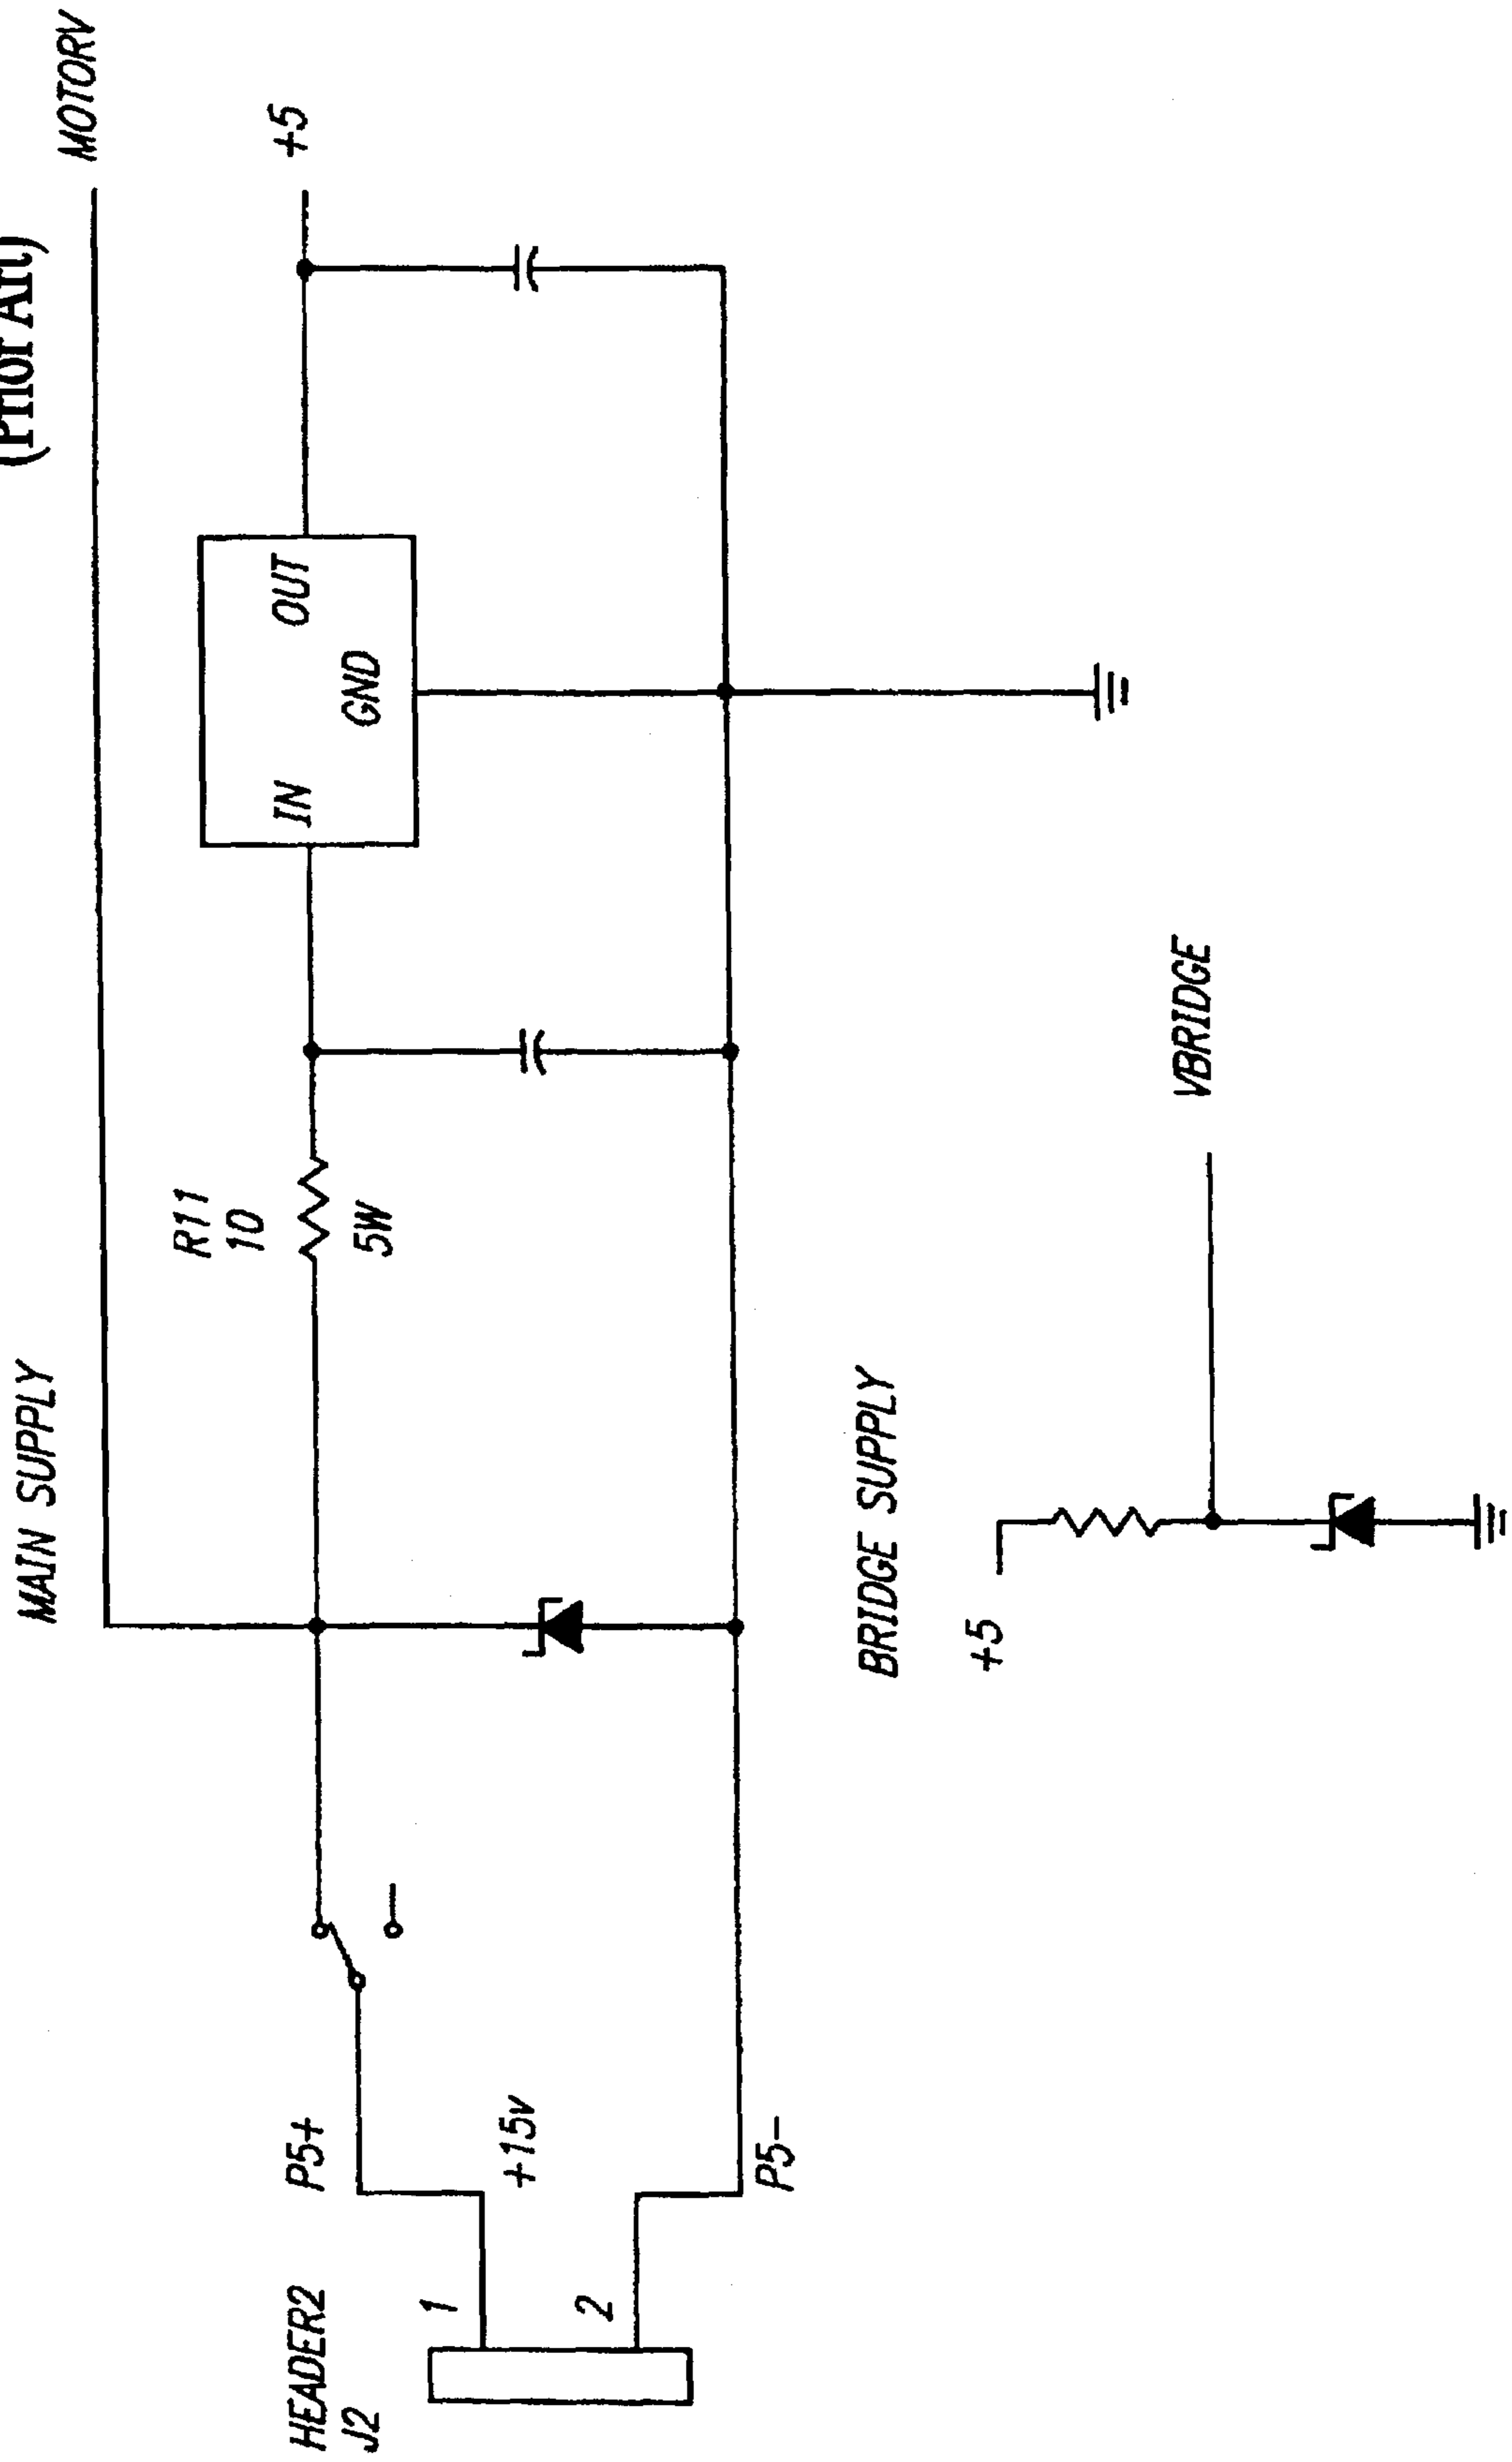 (Prior Art)
MAIN SUPPLY
MOTORV
HEADER2
J2
1
2
P5+
+15v
P5-
R11
10
5W
IN
GND
OUT
+5
BRIDGE SUPPLY
+5
VBRIDGE